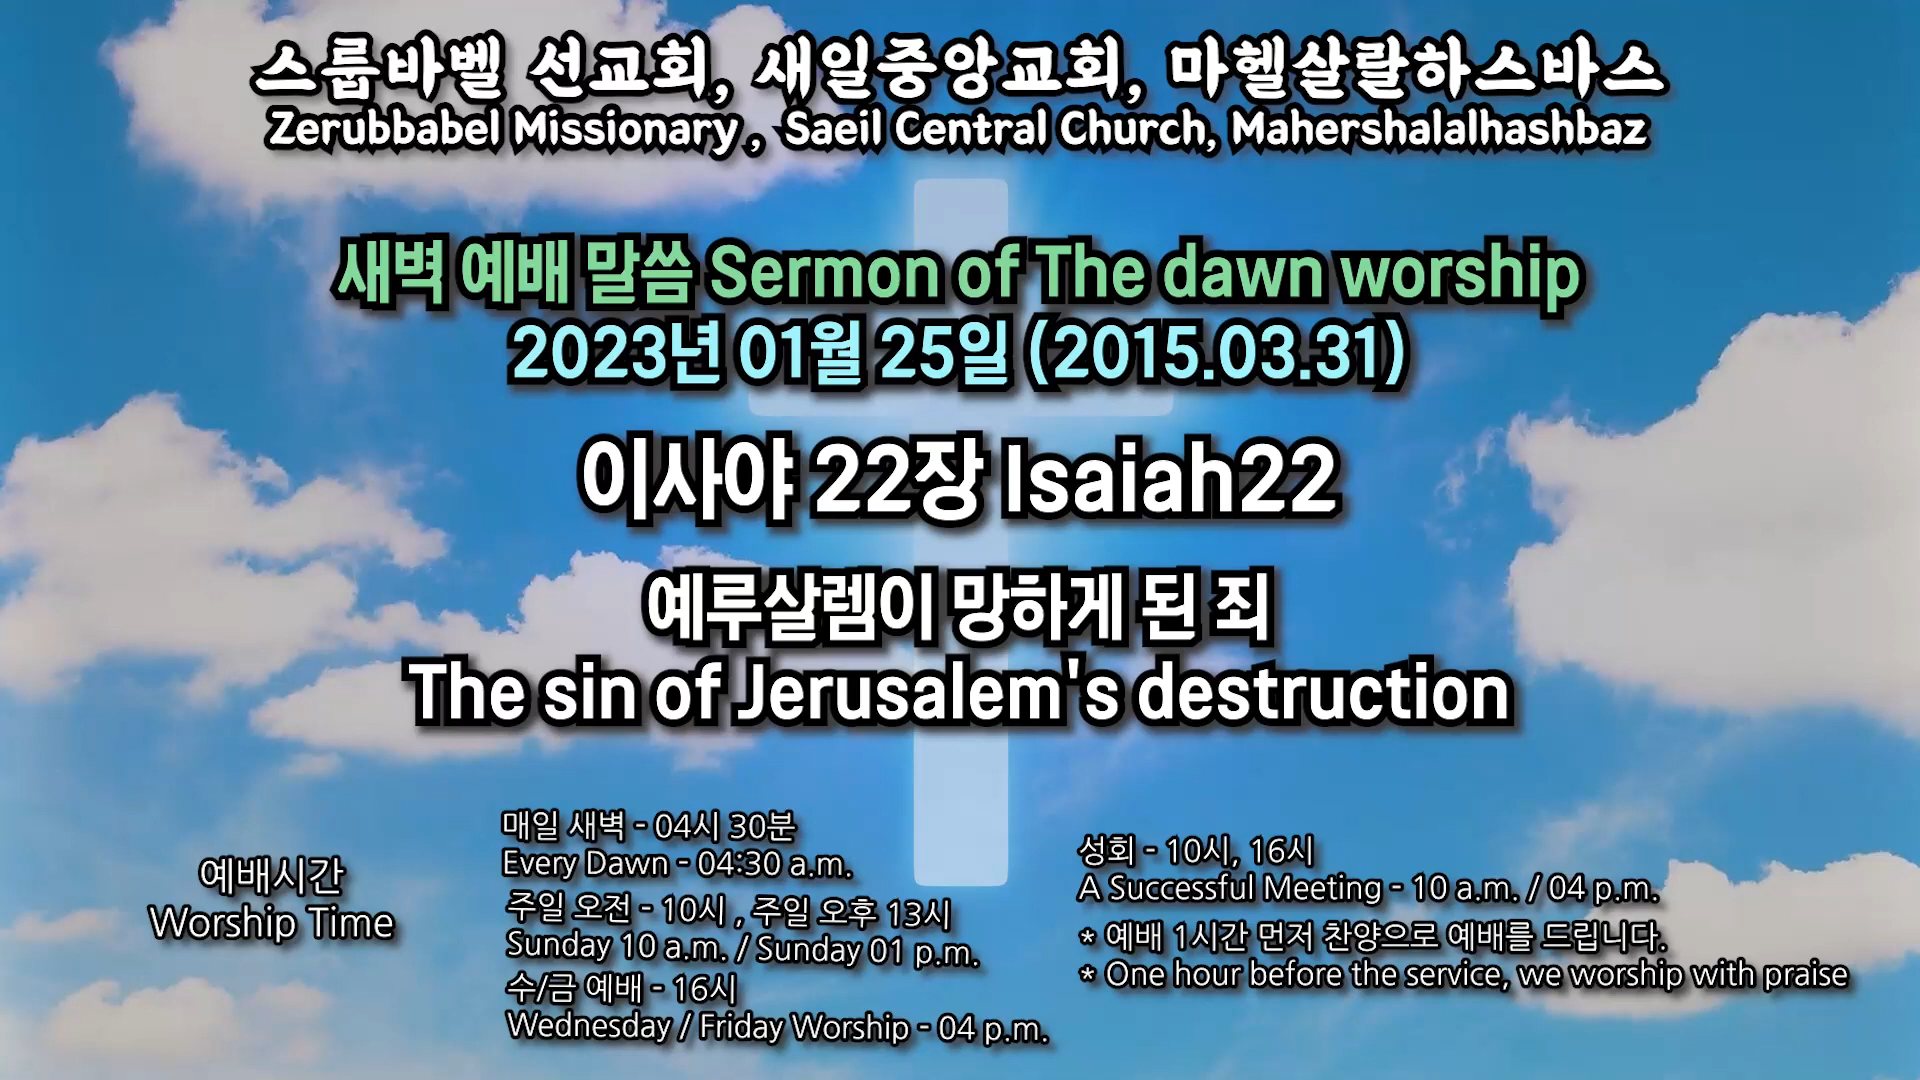 스룹바벨 선교회, 새일중앙교회, 마헬살랄하스바스
Zerubbabel Missionary , Saeil Central Church, Mahershalalhashbaz
새벽 예배 말씀 Sermon of The dawn worship
2023년 01월 25일 (2015.03.31)
이사야 22장 Isaiah22
예루살렘이 망하게 된 죄
The sin of Jerusalem's destruction
예배시간
Worship Time
매일 새벽 - 04시 30분
Every Dawn - 04:30 a.m.
주일 오전 - 10시 , 주일 오후 13시
Sunday 10 a.m. / Sunday 01 p.m.
수/금 예배 - 16시
Wednesday / Friday Worship - 04 p.m.
성회 - 10시, 16시
A Successful Meeting - 10 a.m. / 04 p.m.
* 예배 1시간 먼저 찬양으로 예배를 드립니다.
* One hour before the service, we worship with praise